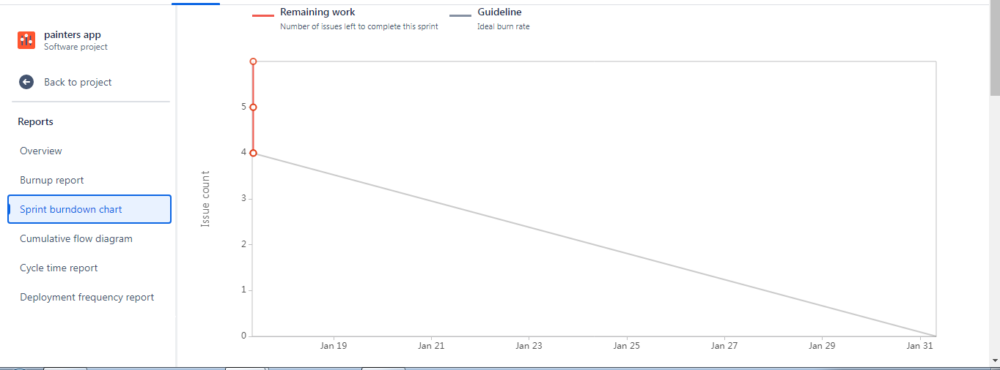 Remaining work
Number of issues left to complete this sprint
Guideline
Ideal burn rate
painters app
Software project
Back to project
Reports
Overview
Burnup report
Sprint burndown chart
Cumulative flow diagram
Cycle time report
Deployment frequency report
Issue count
5
4
3
2
1
0
Jan 19
Jan 21
Jan 23
Jan 25
Jan 27
Jan 29
Jan 31